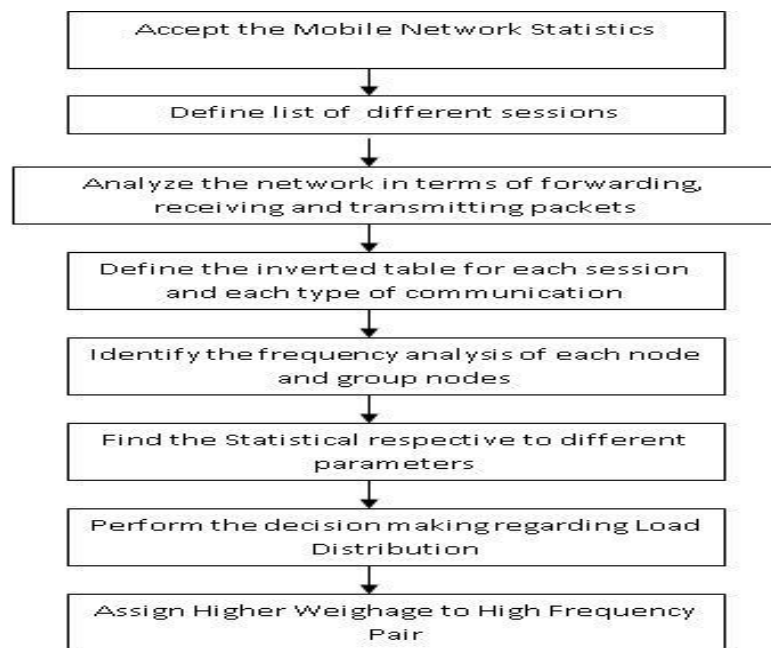 Accept the Mobile Network Statistics
Define list of different sessions
Analyze the network in terms of forwarding,
receiving and transmitting packets
Define the inverted table for each session
and each type of communication
Identify the frequency analysis of each node
and group nodes
Find the Statistical respective to different
parameters
Perform the decision making regarding Load
Distribution
Assign Higher Weighage to High Frequency
Pair